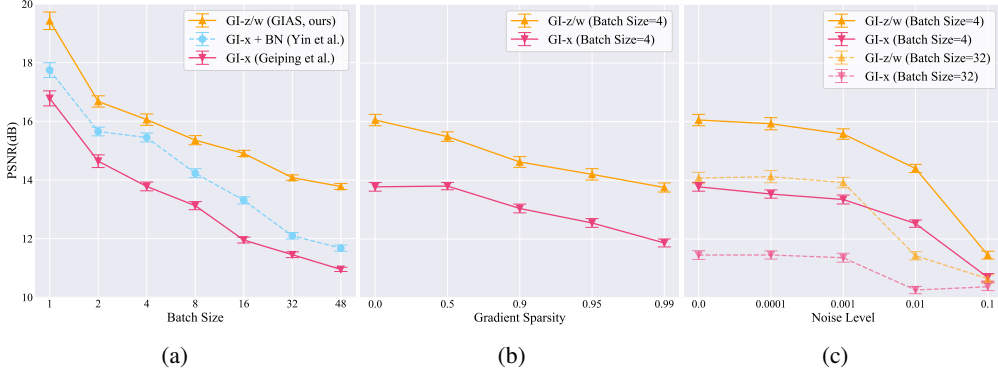 GI-z/w (GIAS, ours)
GI-x + BN (Yin et al.)
GI-x (Geiping et al.)
PSNR(dB)
20
18
16
14
12
10
1 2 4 8 16 32 48
Batch Size
(a)
GI-z/w (Batch Size=4)
GI-x (Batch Size=4)
0.0 0.5 0.9 0.95 0.99
Gradient Sparsity
(b)
GI-z/w (Batch Size=4)
GI-x (Batch Size=4)
GI-z/w (Batch Size=32)
GI-x (Batch Size=32)
0.0 0.0001 0.001 0.01 0.1
Noise Level
(c)